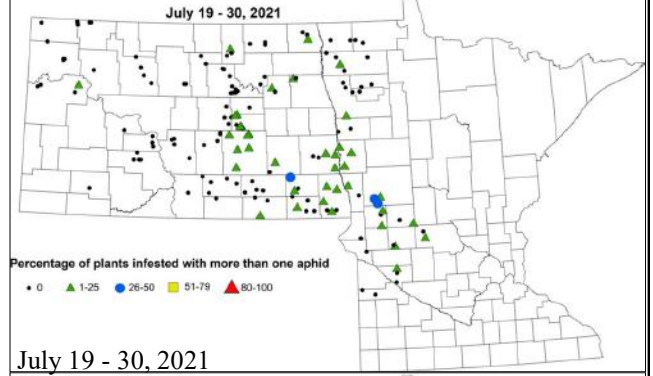 July 19 - 30, 2021
Percentage of plants infested with more than one aphid
0 1-25 26-50 51-79 80-100
July 19 - 30, 2021